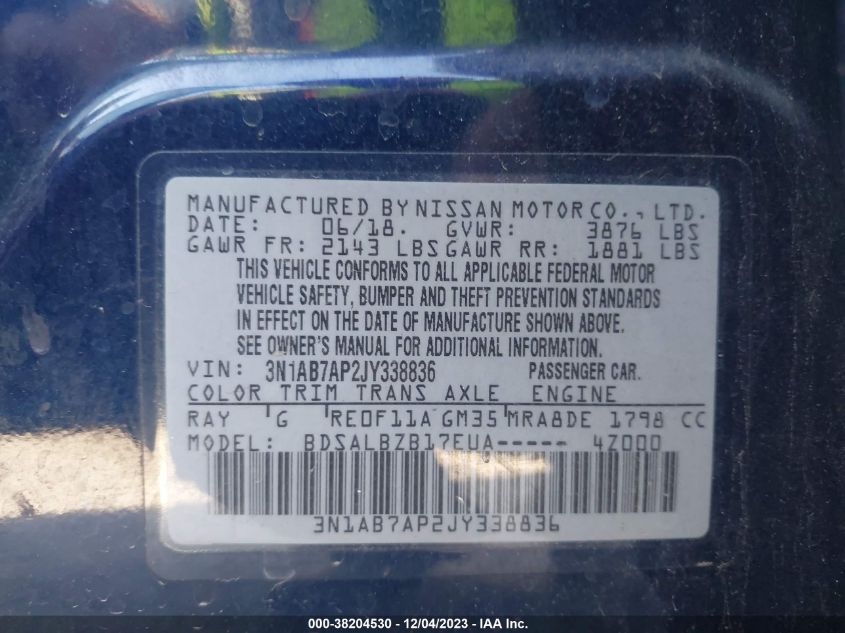 MANUFACTURED BY NISSAN MOTOR CO., LTD.
DATE: 06/18. GVWR: 3876 LBS
GAWR FR: 2143 LBS GAWR RR: 1881 LBS
THIS VEHICLE CONFORMS TO ALL APPLICABLE FEDERAL MOTOR
VEHICLE SAFETY, BUMPER AND THEFT PREVENTION STANDARDS
IN EFFECT ON THE DATE OF MANUFACTURE SHOWN ABOVE.
SEE OWNER'S MANUAL FOR ADDITIONAL INSTRUCTIONS.
VIN: 3N1AB7AP2JY338836 PASSENGER CAR.
COLOR TRIM TRANS AXLE ENGINE
RAY 'G 'RE0F11A'GM35'MRA8DE 1798 CC
MODEL: BDSALBZB17EUA----- 4Z000
3N1AB7AP2JY338836
000-38204530 - 12/04/2023 - IAA Inc.